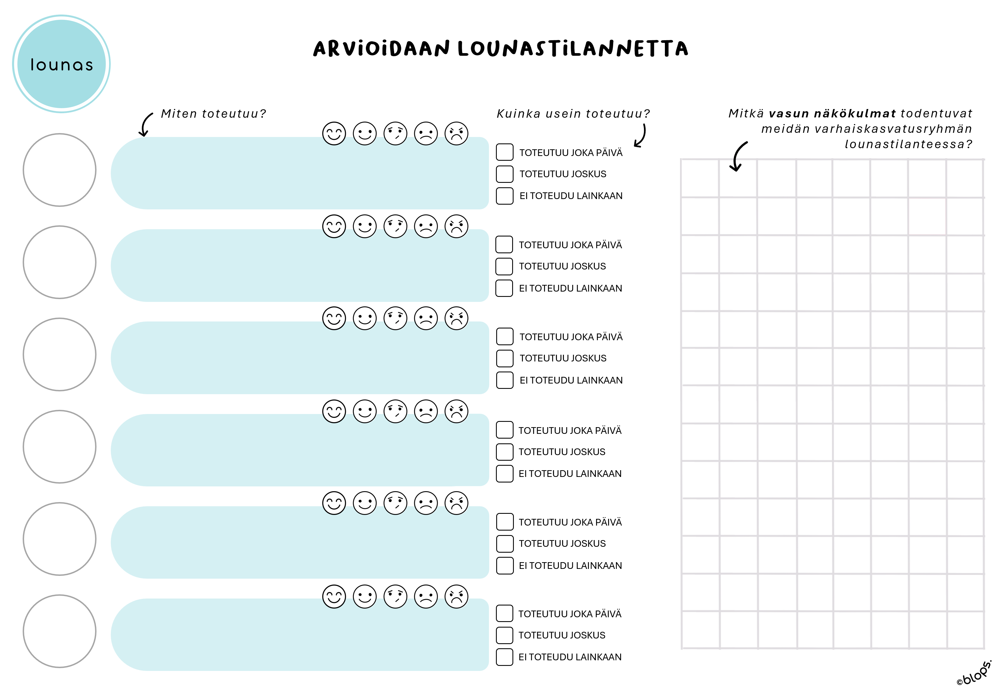 lounas
ARViOiDAAN LOUNASTiLANNETTA
Miten toteutuu?
Kuinka usein toteutuu?
Mitkä vasun näkökulmat todentuvat
meidän varhaiskasvatusryhmän
lounastilanteessa?
TOTEUTUU JOKA PÄIVÄ
TOTEUTUU JOSKUS
EI TOTEUDU LAINKAAN
TOTEUTUU JOKA PÄIVÄ
TOTEUTUU JOSKUS
EI TOTEUDU LAINKAAN
TOTEUTUU JOKA PÄIVÄ
TOTEUTUU JOSKUS
EI TOTEUDU LAINKAAN
TOTEUTUU JOKA PÄIVÄ
TOTEUTUU JOSKUS
EI TOTEUDU LAINKAAN
TOTEUTUU JOKA PÄIVÄ
TOTEUTUU JOSKUS
EI TOTEUDU LAINKAAN
TOTEUTUU JOKA PÄIVÄ
TOTEUTUU JOSKUS
EI TOTEUDU LAINKAAN
©blops.